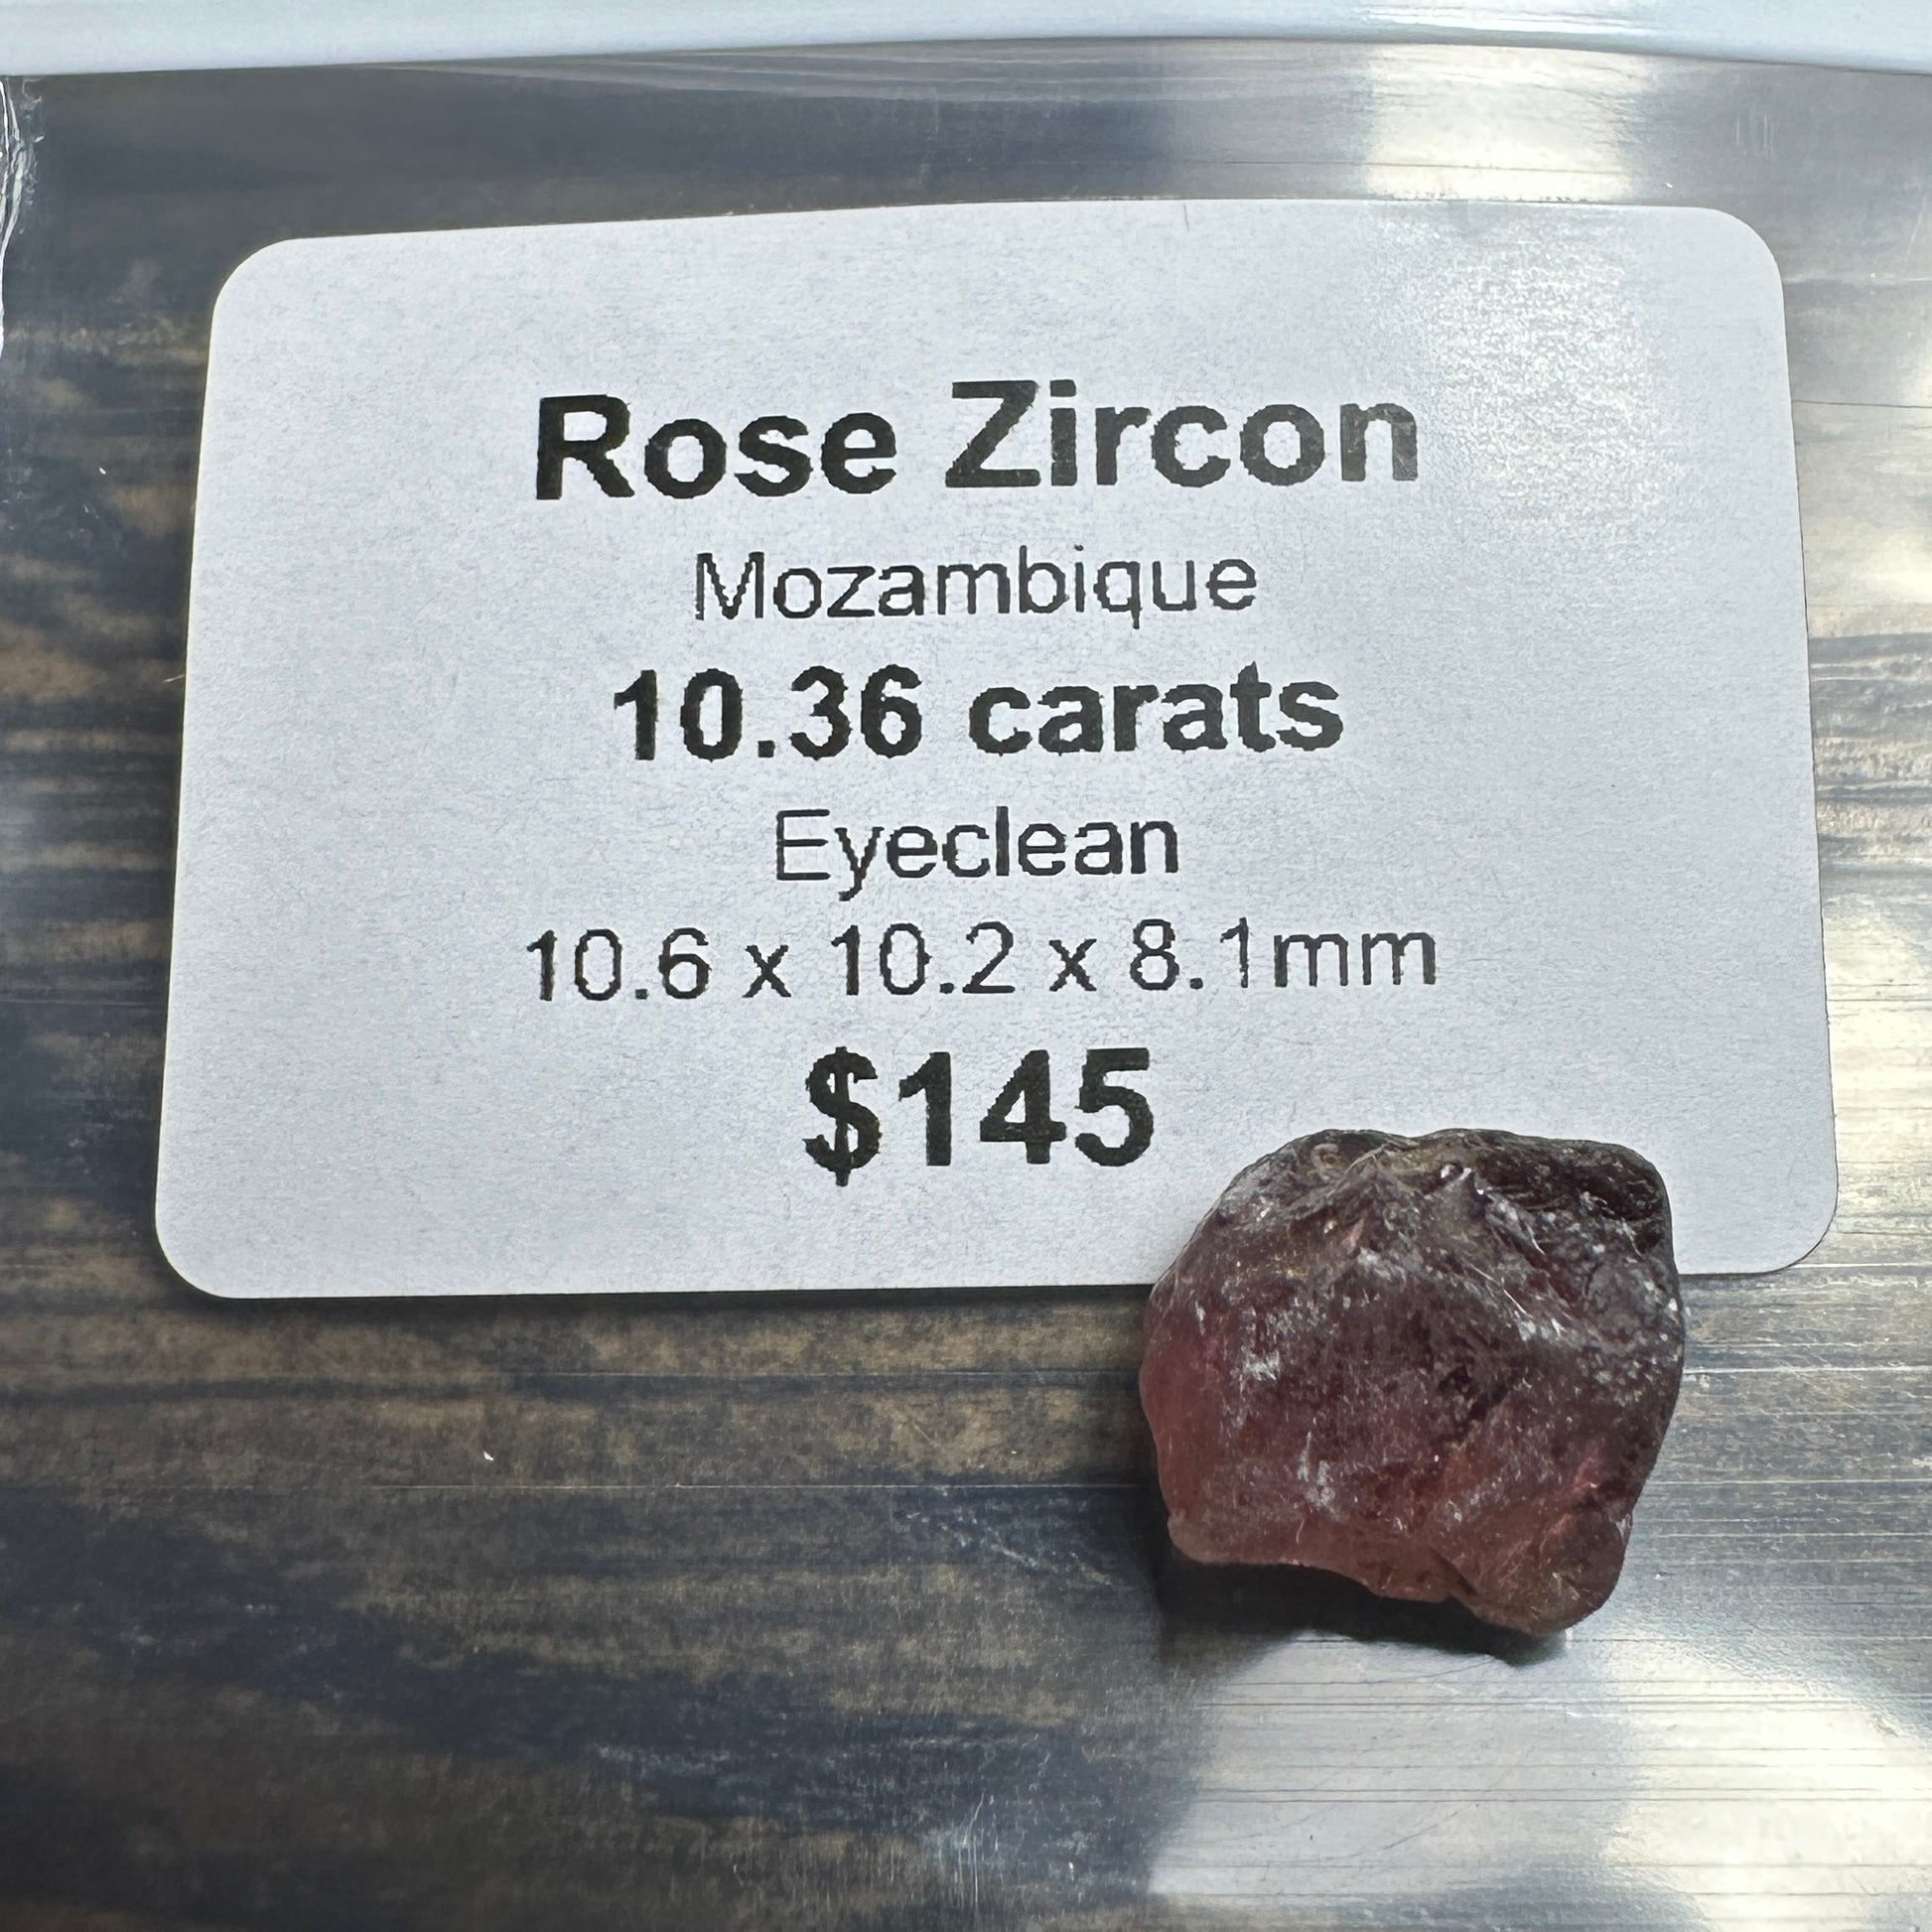 Rose Zircon
Mozambique
10.36 carats
Eyeclean
10.6 x 10.2 x 8.1mm
$145